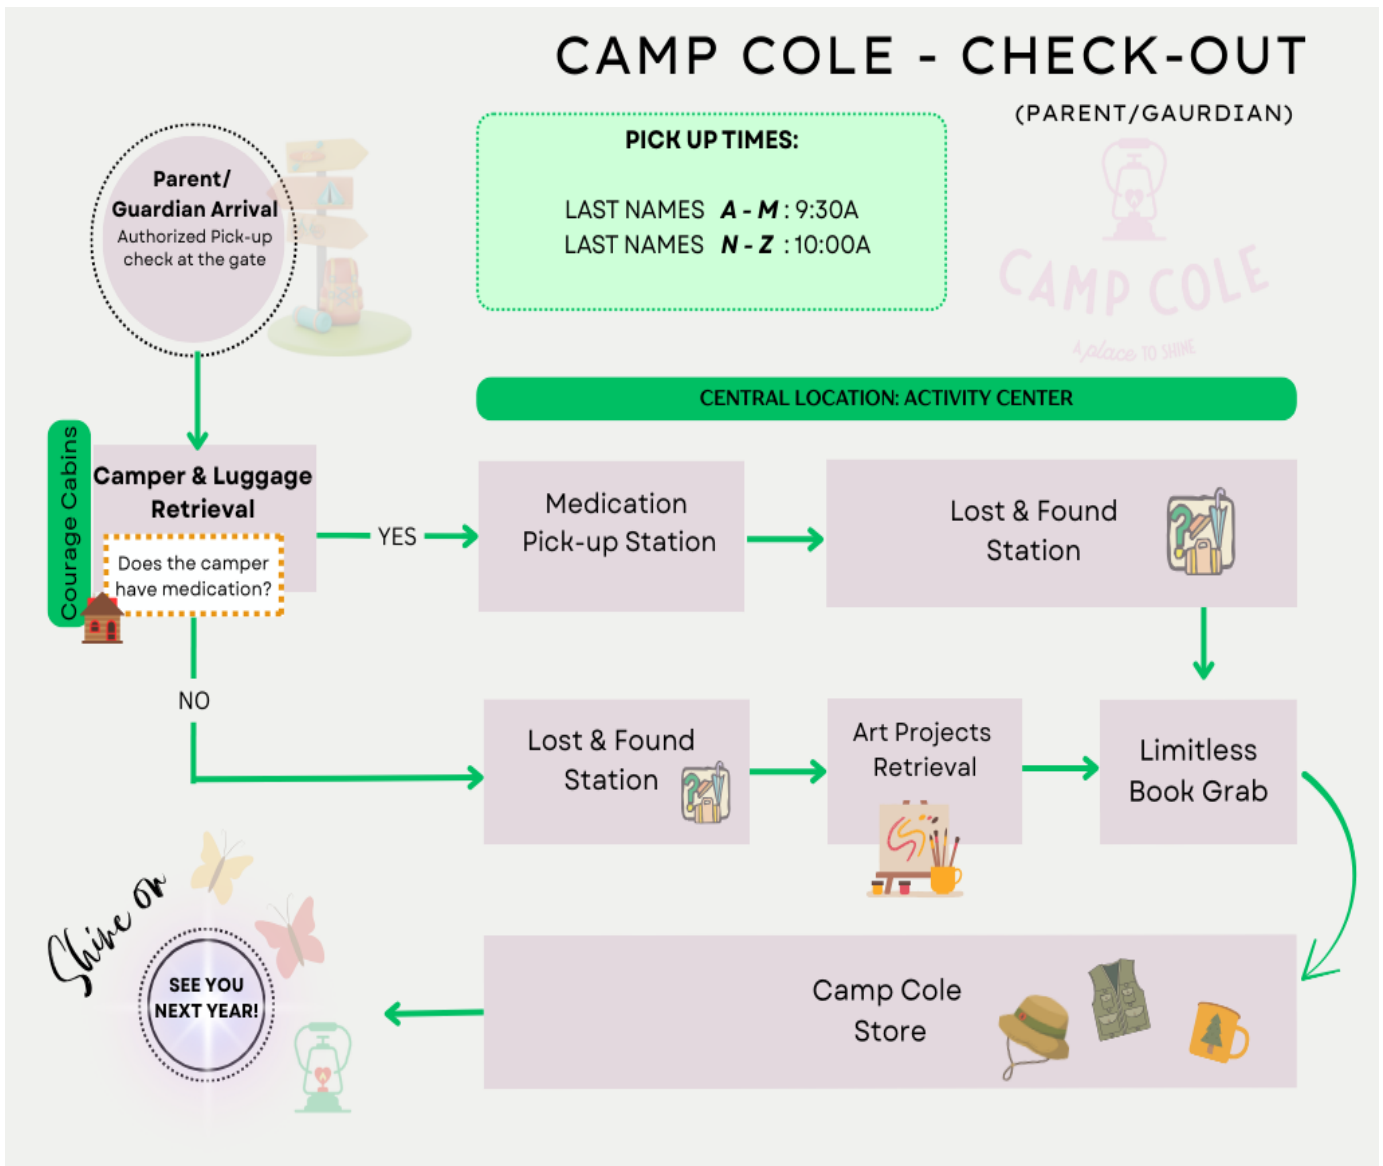 CAMP COLE - CHECK-OUT
(PARENT/GAURDIAN)
PICK UP TIMES:
LAST NAMES A - M : 9:30A
LAST NAMES N - Z : 10:00A
Parent/
Guardian Arrival
Authorized Pick-up
check at the gate
CAMP COLE
A place TO SHINE
CENTRAL LOCATION: ACTIVITY CENTER
Courage Cabins
Camper & Luggage
Retrieval
Does the camper
have medication?
YES
Medication
Pick-up Station
Lost & Found
Station
NO
Lost & Found
Station
Art Projects
Retrieval
Limitless
Book Grab
Shine on
SEE YOU
NEXT YEAR!
Camp Cole
Store